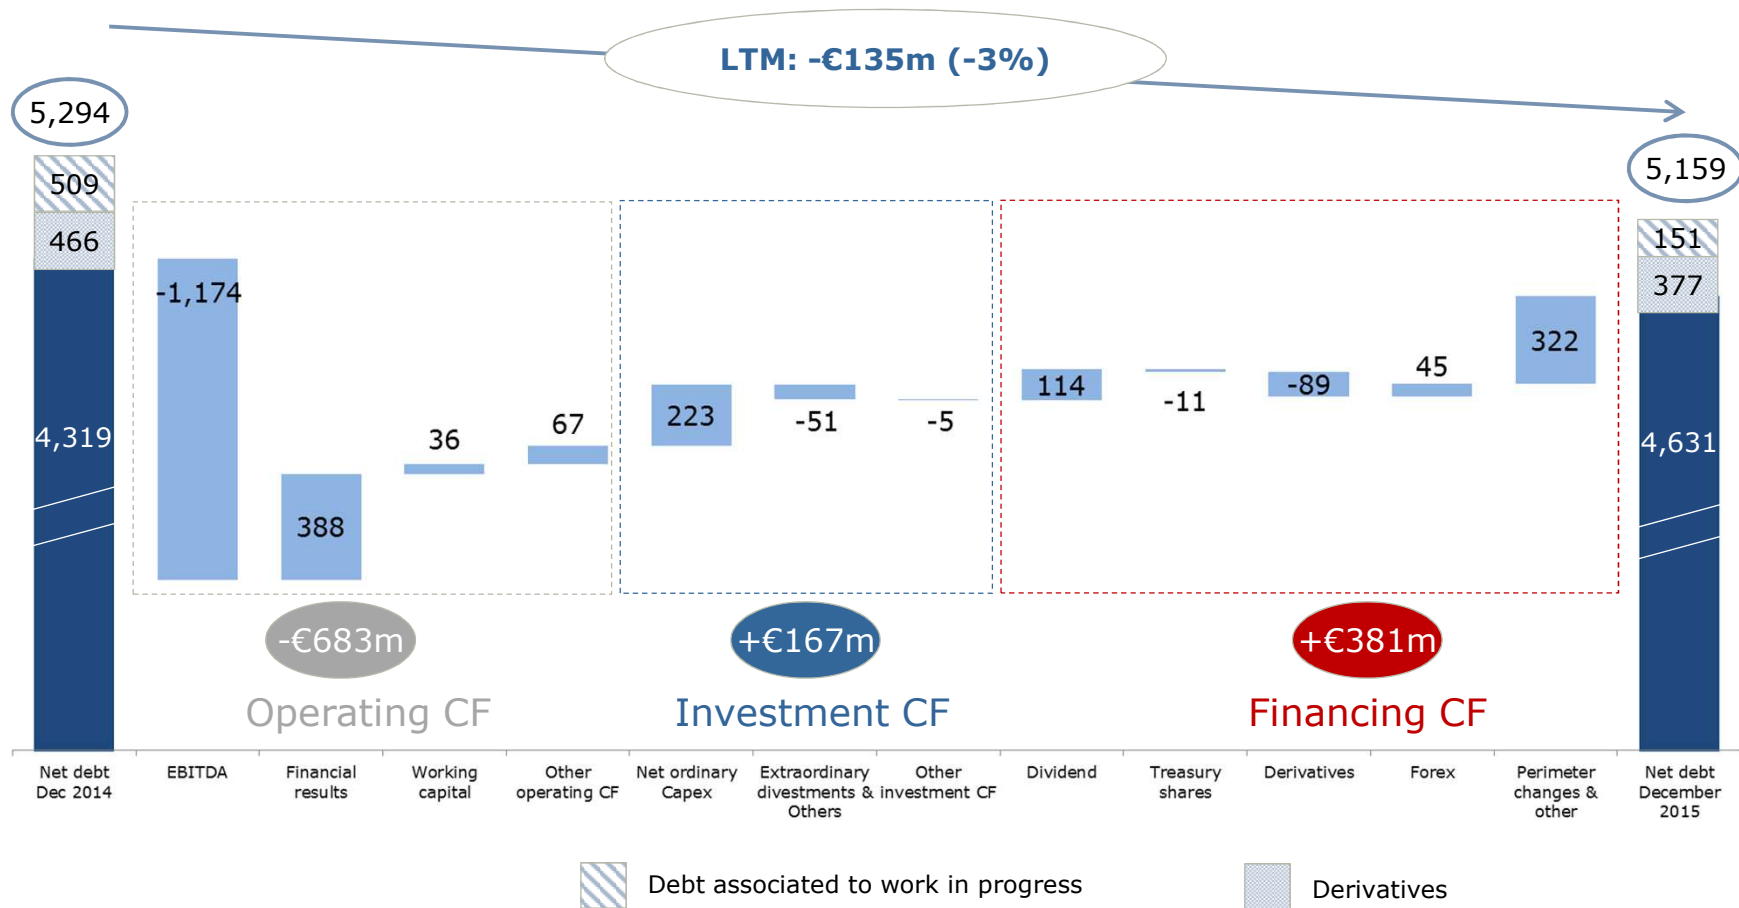 LTM: -€135m (-3%)
5,294
509
466
4,319
5,159
151
377
4,631
-1,174
388
36
67
223
-51
-5
114
-11
-89
45
322
-€683m
+€167m
+€381m
Operating CF
Investment CF
Financing CF
Net debt
Dec 2014
EBITDA
Financial
results
Working
capital
Other
operating CF
Net ordinary
Capex
Extraordinary
divestments &
Others
Other
investment CF
Dividend
Treasury
shares
Derivatives
Forex
Perimeter
changes &
other
Net debt
December
2015
Debt associated to work in progress
Derivatives